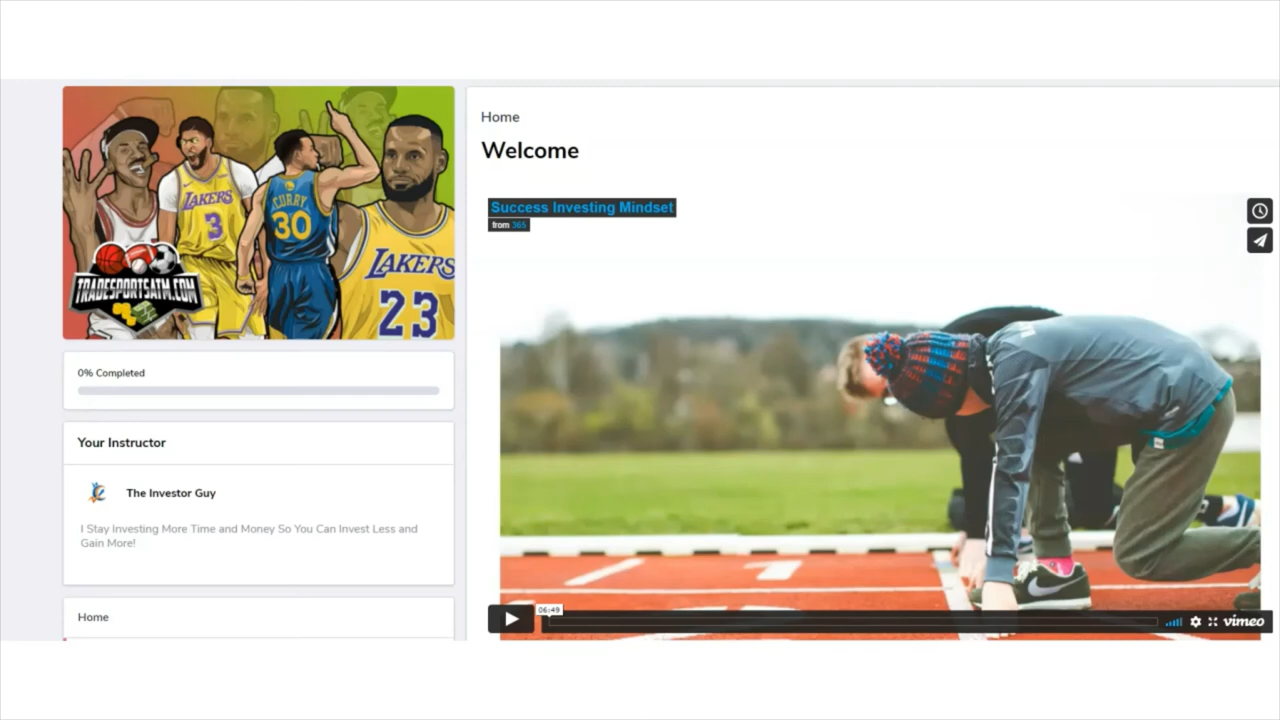 LAKERS
3
CURRY
30
LAKERS
23
TRADESPORTSATM.COM
0% Completed
Your Instructor
The Investor Guy
I Stay Investing More Time and Money So You Can Invest Less and
Gain More!
Home
Home
Welcome
Success Investing Mindset
from 365
1
06:49
vimeo